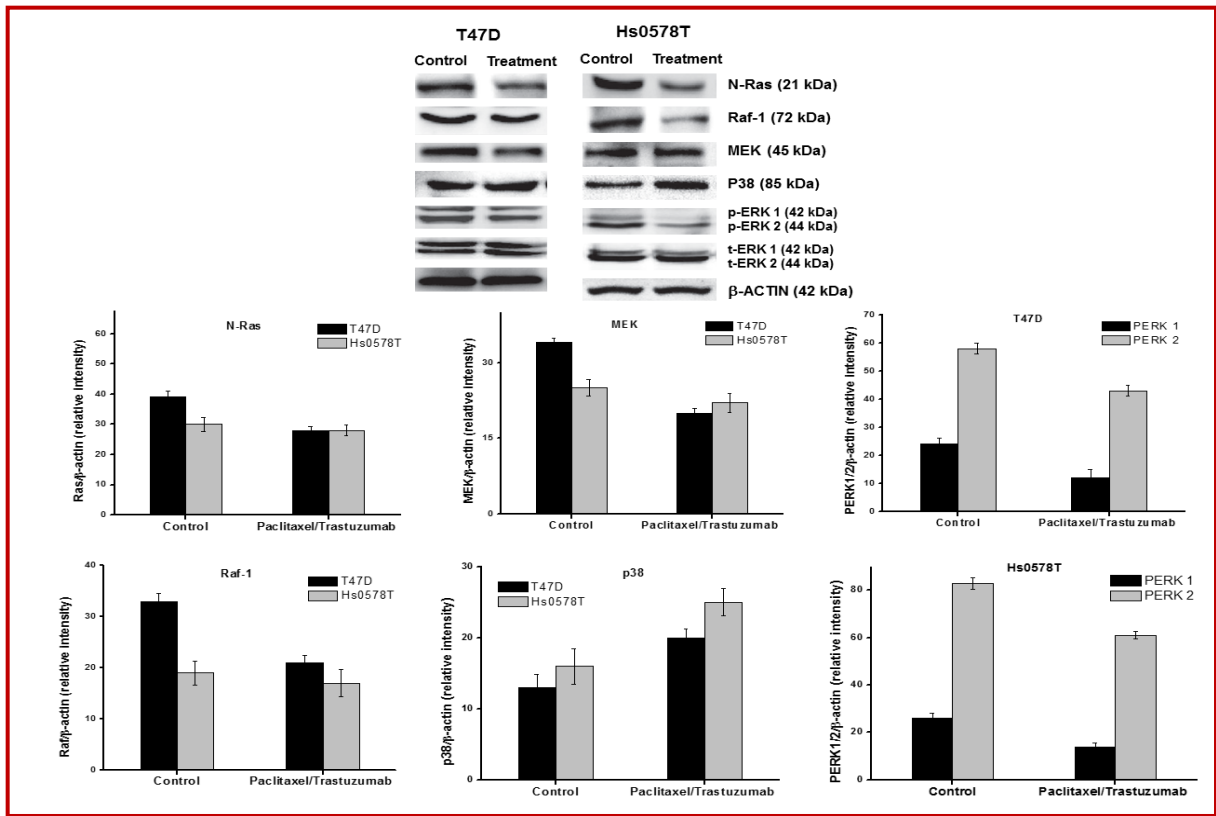 T47D
Hs0578T
Control Treatment
Control Treatment
N-Ras (21 kDa)
Raf-1 (72 kDa)
MEK (45 kDa)
P38 (85 kDa)
p-ERK 1 (42 kDa)
p-ERK 2 (44 kDa)
t-ERK 1 (42 kDa)
t-ERK 2 (44 kDa)
β-ACTIN (42 kDa)
N-Ras
T47D
Hs0578T
Ras/β-actin (relative Intensity)
60
50
40
30
20
10
0
Control Paclitaxel/Trastuzumab
MEK
T47D
Hs0578T
MEK/β-actin (relative intensity)
30
15
0
Control Paclitaxel/Trastuzumab
T47D
PERK 1
PERK 2
PERK1/2/β-actin (relative intensity)
70
60
50
40
30
20
10
0
Control Paclitaxel/Trastuzumab
Raf-1
T47D
Hs0578T
Raf/β-actin (relative intensity)
40
30
20
10
0
Control Paclitaxel/Trastuzumab
p38
T47D
Hs0578T
p38/β-actin (relative intensity)
30
20
10
0
Control Paclitaxel/Trastuzumab
Hs0578T
PERK 1
PERK 2
PERK1/2/β-actin (relative intensity)
80
60
40
20
0
Control Paclitaxel/Trastuzumab